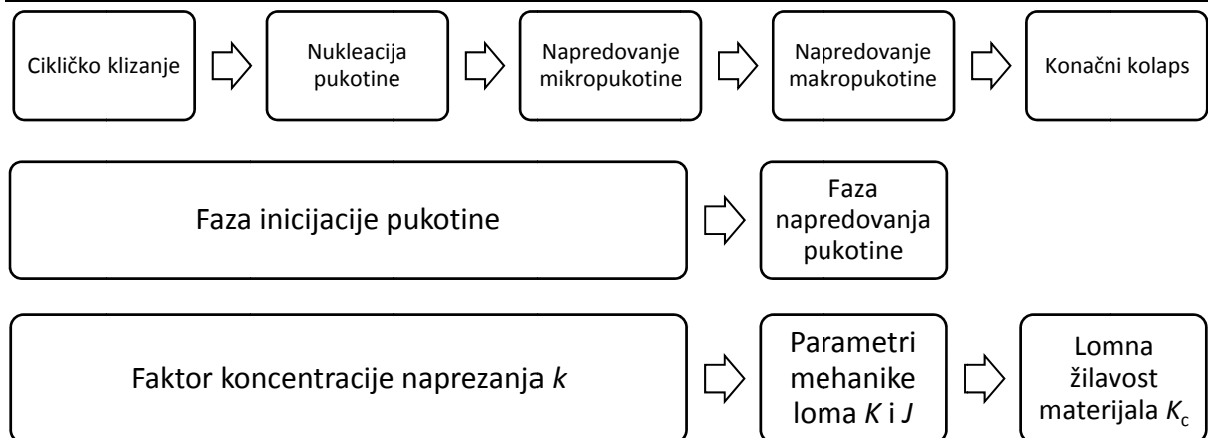 Cikličko klizanje
Nukleacija
pukotine
Napredovanje
mikropukotine
Napredovanje
makropukotine
Konačni kolaps
Faza inicijacije pukotine
Faza
napredovanja
pukotine
Faktor koncentracije naprezanja k
Parametri
mehanike
loma K i J
Lomna
žilavost
materijala Kc